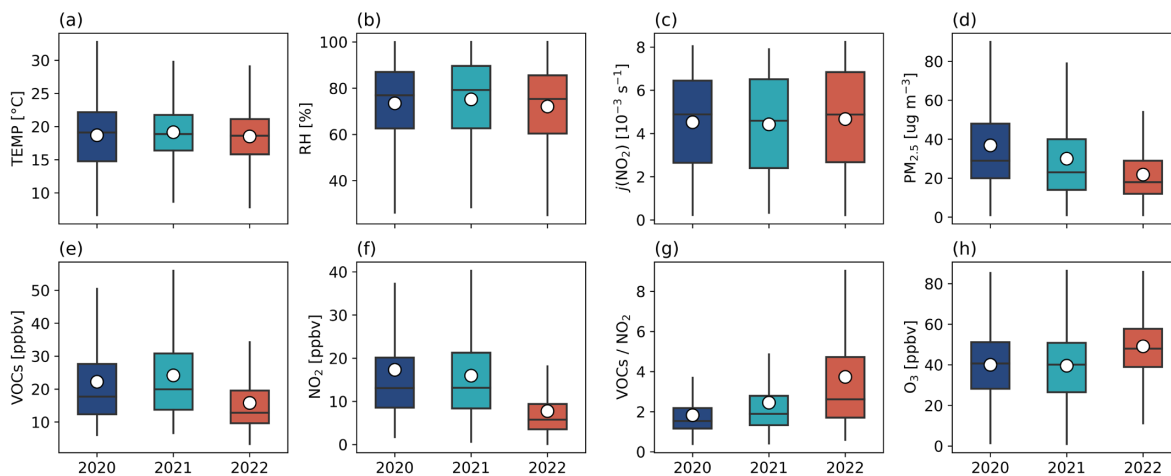 (a)
TEMP [°C]
30
25
20
15
10
(b)
RH [%]
100
80
60
40
(c)
j(NO₂) [10⁻³ s⁻¹]
8
6
4
2
0
(d)
PM₂.₅ [ug m⁻³]
80
60
40
20
0
(e)
VOCs [ppbv]
50
40
30
20
10
2020 2021 2022
(f)
NO₂ [ppbv]
40
30
20
10
0
2020 2021 2022
(g)
VOCs / NO₂
8
6
4
2
0
2020 2021 2022
(h)
O₃ [ppbv]
80
60
40
20
0
2020 2021 2022